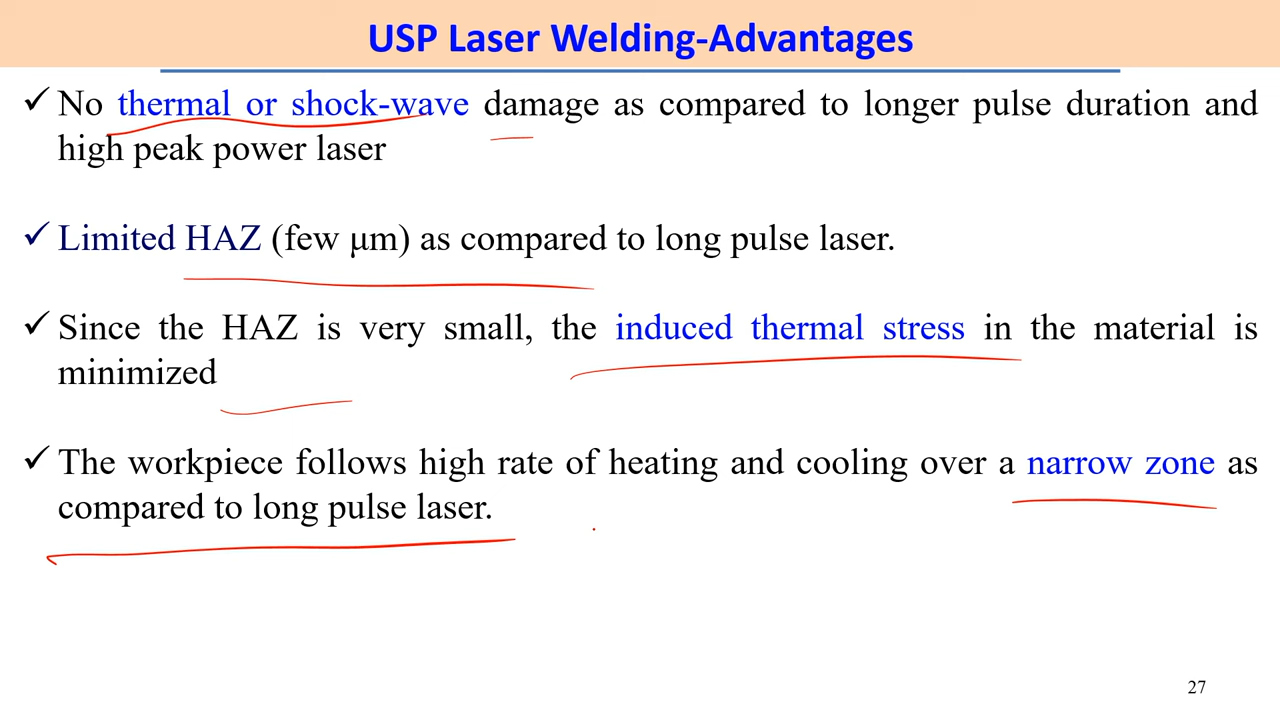 USP Laser Welding-Advantages
✓ No thermal or shock-wave damage as compared to longer pulse duration and
high peak power laser
✓ Limited HAZ (few μm) as compared to long pulse laser.
✓ Since the HAZ is very small, the induced thermal stress in the material is
minimized
✓ The workpiece follows high rate of heating and cooling over a narrow zone as
compared to long pulse laser.
27